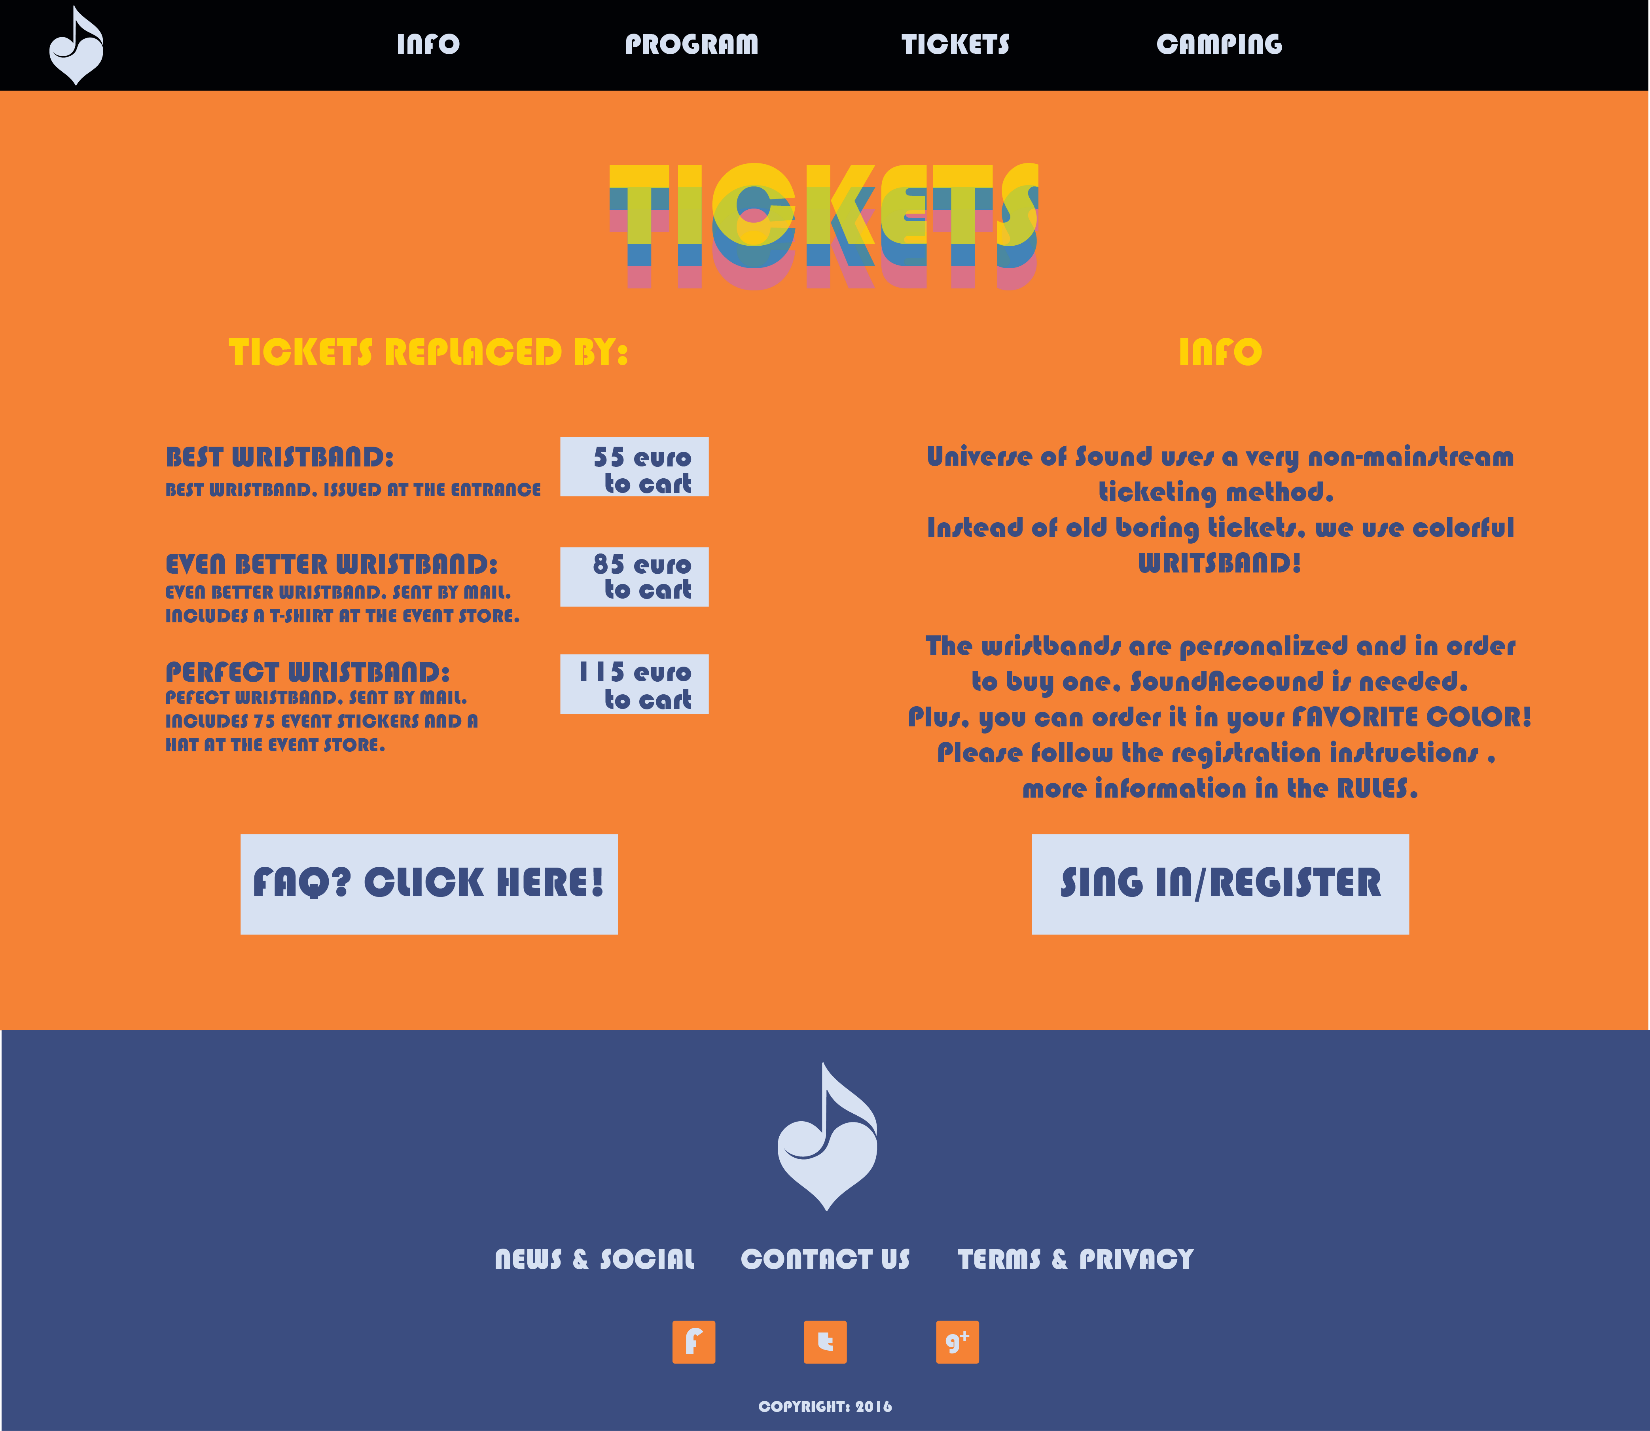 INFO PROGRAM TICKETS CAMPING
TICKETS
TICKETS REPLACED BY:
BEST WRISTBAND:
BEST WRISTBAND, ISSUED AT THE ENTRANCE
55 euro
to cart
EVEN BETTER WRISTBAND:
EVEN BETTER WRISTBAND, SENT BY MAIL.
INCLUDES A T-SHIRT AT THE EVENT STORE.
85 euro
to cart
PERFECT WRISTBAND:
PEFECT WRISTBAND, SENT BY MAIL.
INCLUDES 75 EVENT STICKERS AND A
HAT AT THE EVENT STORE.
115 euro
to cart
FAQ? CLICK HERE!
INFO
Universe of Sound uses a very non-mainstream
ticketing method.
Instead of old boring tickets, we use colorful
WRITSBAND!
The wristbands are personalized and in order
to buy one, SoundAccound is needed.
Plus, you can order it in your FAVORITE COLOR!
Please follow the registration instructions ,
more information in the RULES.
SING IN/REGISTER
NEWS & SOCIAL CONTACT US TERMS & PRIVACY
f t g+
COPYRIGHT: 2016